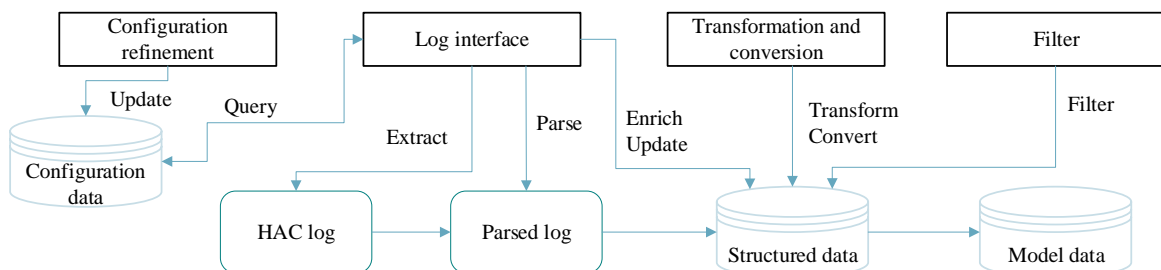 Configuration
refinement
Log interface
Transformation and
conversion
Filter
Update
Query
Extract
Parse
Enrich
Update
Transform
Convert
Filter
Configuration
data
HAC log
Parsed log
Structured data
Model data